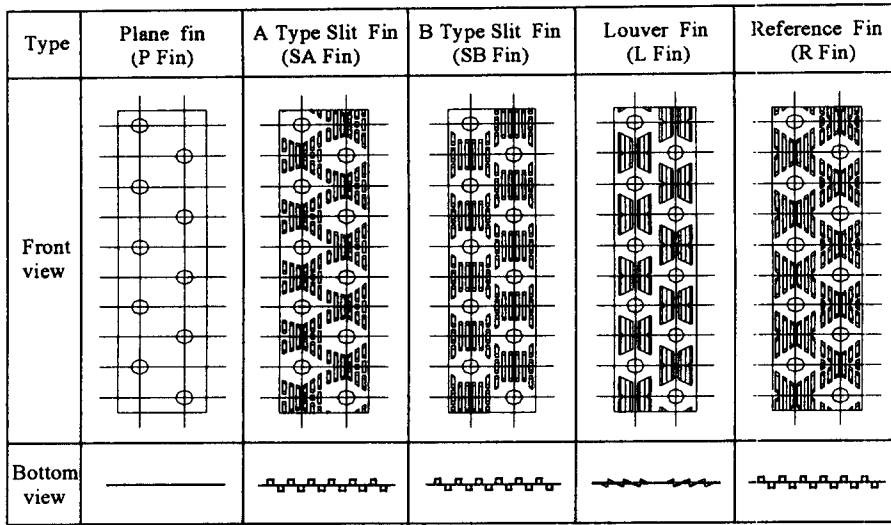 Type
Plane fin
(P Fin)
A Type Slit Fin
(SA Fin)
B Type Slit Fin
(SB Fin)
Louver Fin
(L Fin)
Reference Fin
(R Fin)
Front
view
Bottom
view